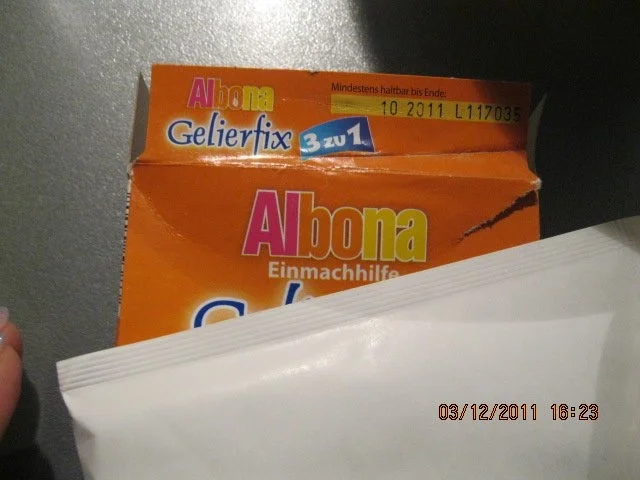 Albona
Mindestens haltbar bis Ende:
10 2011 L117035
Gelierfix 3 zu 1
Albona
Einmachhilfe
03/12/2011 16:23